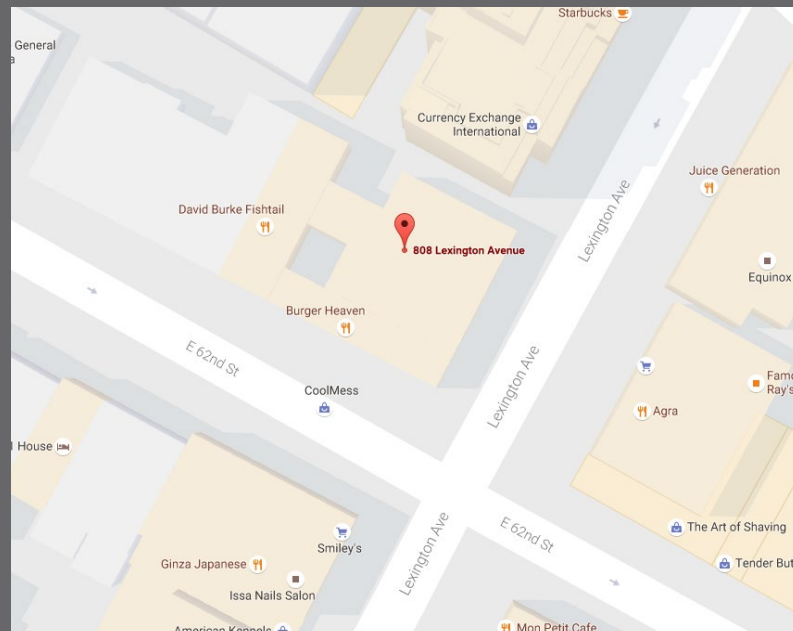 Starbucks
General
Currency Exchange
International
Juice Generation
Lexington Ave
David Burke Fishtail
808 Lexington Avenue
Equinox
Burger Heaven
E 62nd St
Lexington Ave
CoolMess
Ray's
Agra
House
The Art of Shaving
Lexington Ave
E 62nd St
Smiley's
Ginza Japanese
Issa Nails Salon
Tender
American Kennels
Mon Petit Cafe